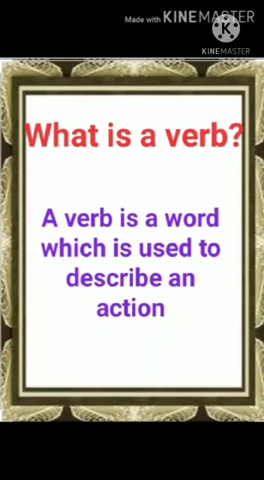 Made with KINEMASTER
KINEMASTER
What is a verb?
A verb is a word
which is used to
describe an
action